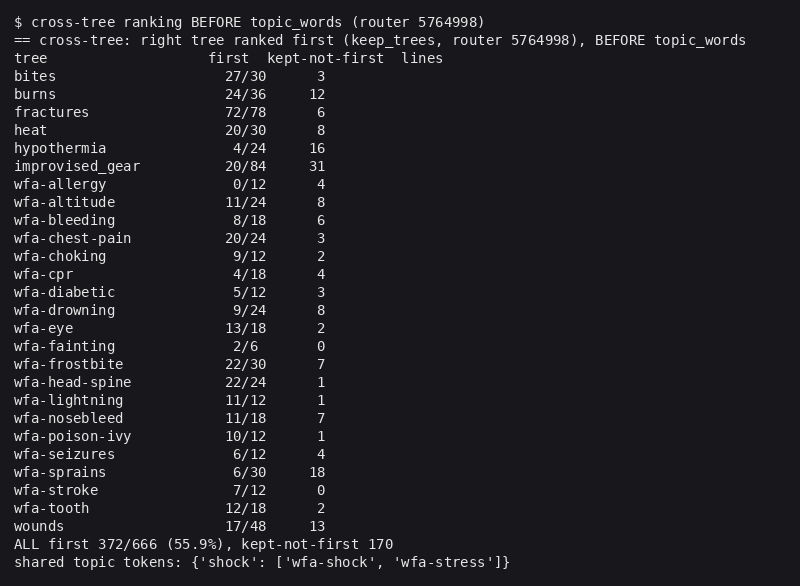 $ cross-tree ranking BEFORE topic_words (router 5764998)
== cross-tree: right tree ranked first (keep_trees, router 5764998), BEFORE topic_words
tree                    first  kept-not-first  lines
bites                     27/30      3
burns                     24/36     12
fractures                 72/78      6
heat                      20/30      8
hypothermia                4/24     16
improvised_gear           20/84     31
wfa-allergy                0/12      4
wfa-altitude              11/24      8
wfa-bleeding               8/18      6
wfa-chest-pain            20/24      3
wfa-choking                9/12      2
wfa-cpr                    4/18      4
wfa-diabetic               5/12      3
wfa-drowning               9/24      8
wfa-eye                   13/18      2
wfa-fainting               2/6       0
wfa-frostbite             22/30      7
wfa-head-spine            22/24      1
wfa-lightning             11/12      1
wfa-nosebleed             11/18      7
wfa-poison-ivy            10/12      1
wfa-seizures               6/12      4
wfa-sprains                6/30     18
wfa-stroke                 7/12      0
wfa-tooth                 12/18      2
wounds                    17/48     13
ALL first 372/666 (55.9%), kept-not-first 170
shared topic tokens: {'shock': ['wfa-shock', 'wfa-stress']}